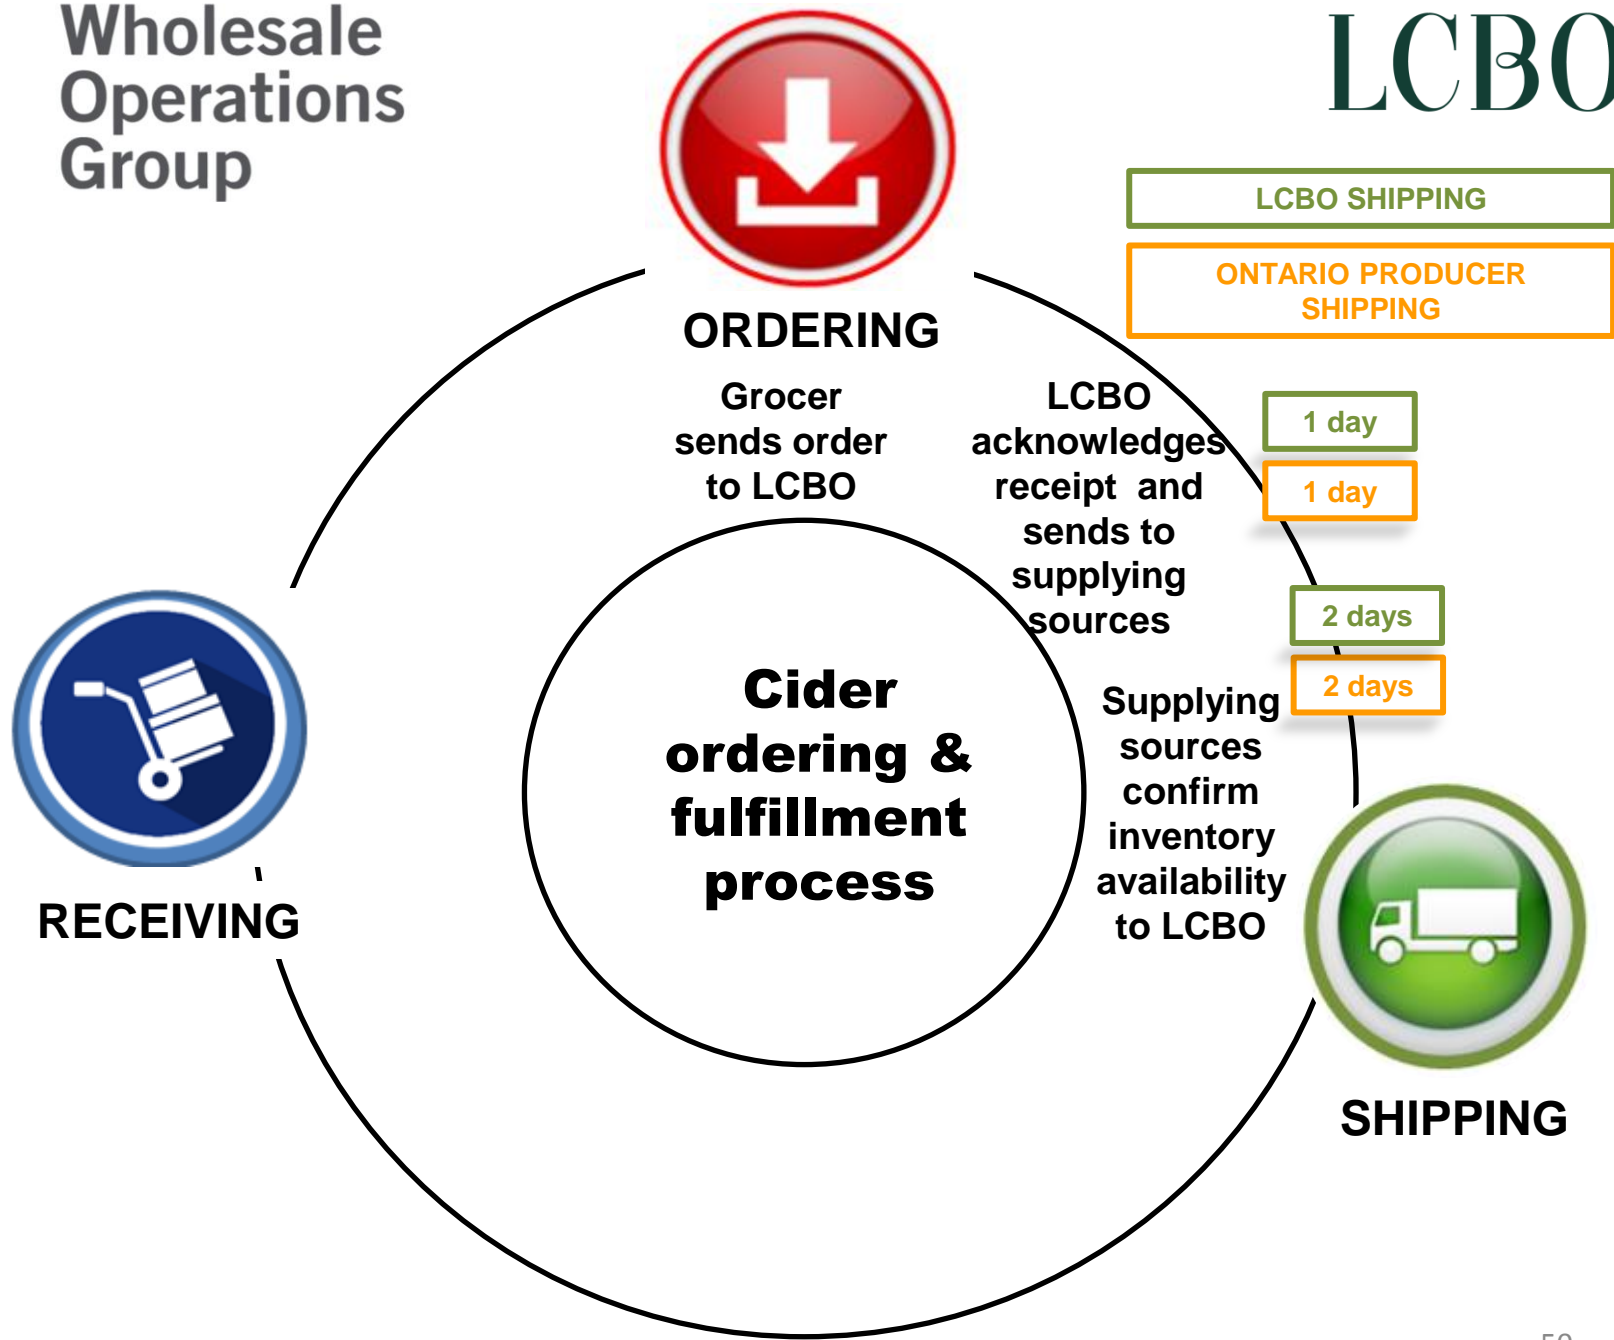 Wholesale
Operations
Group
LCBO
LCBO SHIPPING
ONTARIO PRODUCER
SHIPPING
ORDERING
Grocer
sends order
to LCBO
LCBO
acknowledges
receipt and
sends to
supplying
sources
1 day
1 day
2 days
2 days
Supplying
sources
confirm
inventory
availability
to LCBO
Cider
ordering &
fulfillment
process
RECEIVING
SHIPPING